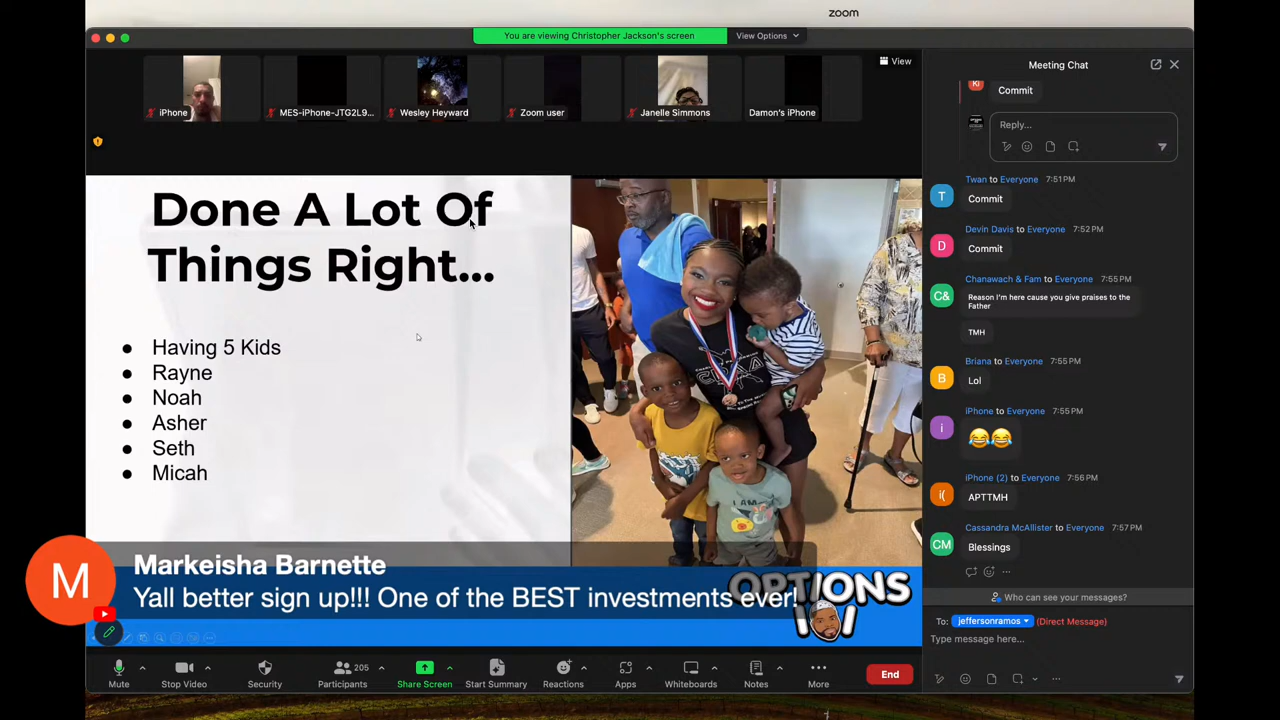 zoom
You are viewing Christopher Jackson's screen
View Options
View
iPhone
MES-iPhone-JTG2L9...
Wesley Heyward
Zoom user
Janelle Simmons
Damon's iPhone
Done A Lot Of
Things Right...
● Having 5 Kids
● Rayne
● Noah
● Asher
● Seth
● Micah
I AM
M
Markeisha Barnette
Yall better sign up!!! One of the BEST investments ever!
OPTIONS
101
Mute
Stop Video
Security
205
Participants
Share Screen
Start Summary
Reactions
Apps
Whiteboards
Notes
More
End
Meeting Chat
Ki
Commit
Reply...
Twan to Everyone 7:51 PM
T
Commit
Devin Davis to Everyone 7:52 PM
D
Commit
Chanawach & Fam to Everyone 7:55 PM
C&
Reason I'm here cause you give praises to the
Father
TMH
Briana to Everyone 7:55 PM
B
Lol
iPhone to Everyone 7:55 PM
i
😂😂
iPhone (2) to Everyone 7:56 PM
i(
APTTMH
Cassandra McAllister to Everyone 7:57 PM
CM
Blessings
Who can see your messages?
To: jeffersonramos (Direct Message)
Type message here...